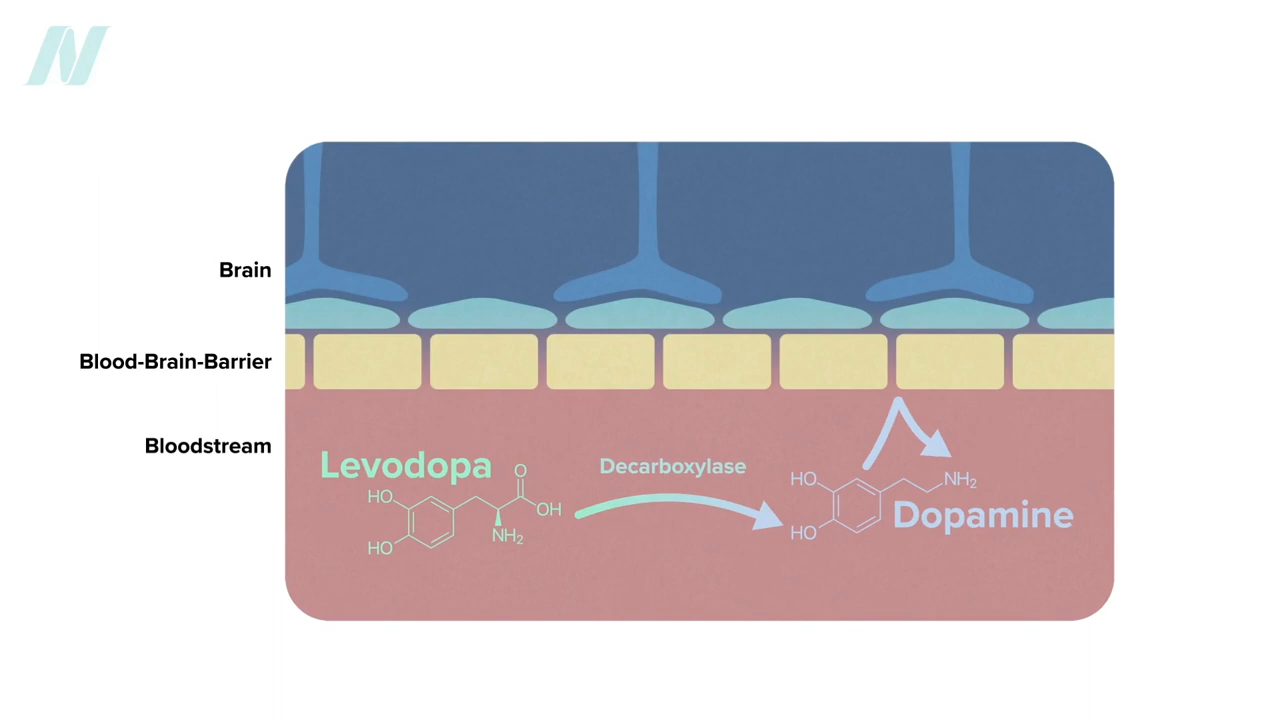 Brain
Blood-Brain-Barrier
Bloodstream
Levodopa
Decarboxylase
O
HO
OH
NH₂
HO
HO
NH₂
Dopamine
HO